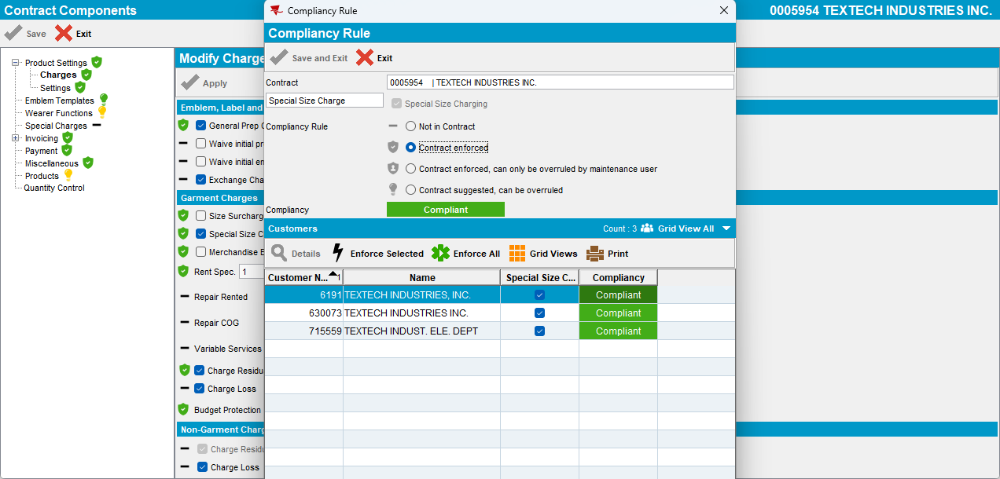 Contract Components
0005954 TEXTECH INDUSTRIES INC.
Save Exit
Product Settings
Charges
Settings
Emblem Templates
Wearer Functions
Special Charges
Invoicing
Payment
Miscellaneous
Products
Quantity Control
Modify Charge
Apply
Emblem, Label and
General Prep
Waive initial
Waive initial
Exchange
Garment Charges
Size
Special Size
Merchandise
Rent Spec. 1
Repair Rented
Repair COG
Variable Services
Charge
Charge Loss
Budget Protection
Non-Garment
Charge
Charge Loss
Compliancy Rule
Compliancy Rule
Save and Exit Exit
Contract 0005954 | TEXTECH INDUSTRIES INC.
Special Size Charge Special Size Charging
Compliancy Rule Not in Contract
Contract enforced
Contract enforced, can only be overruled by maintenance user
Contract suggested, can be overruled
Compliancy Compliant
Customers Count : 3 Grid View All
Details Enforce Selected Enforce All Grid Views Print
Customer N... 1 Name Special Size C... Compliancy
6191 TEXTECH INDUSTRIES, INC. Compliant
630073 TEXTECH INDUSTRIES INC. Compliant
715559 TEXTECH INDUST. ELE. DEPT Compliant